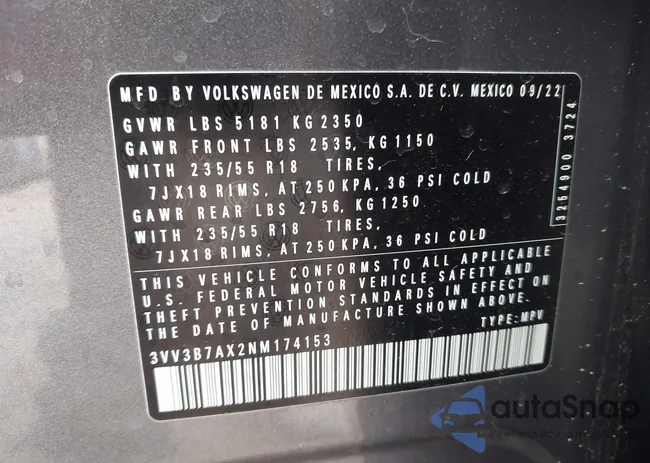 MFD BY VOLKSWAGEN DE MEXICO S.A. DE C.V. MEXICO 09/22
GVWR LBS 5181 KG 2350
GAWR FRONT LBS 2535, KG 1150
WITH 235/55 R18 TIRES,
7JX18 RIMS, AT 250 KPA, 36 PSI COLD
GAWR REAR LBS 2756, KG 1250
WITH 235/55 R18 TIRES,
7JX18 RIMS, AT 250 KPA, 36 PSI COLD
3254900 3724
THIS VEHICLE CONFORMS TO ALL APPLICABLE
U.S. FEDERAL MOTOR VEHICLE SAFETY AND
THEFT PREVENTION STANDARDS IN EFFECT ON
THE DATE OF MANUFACTURE SHOWN ABOVE.
TYPE: MPV
3VV3B7AX2NM174153
autoSnap